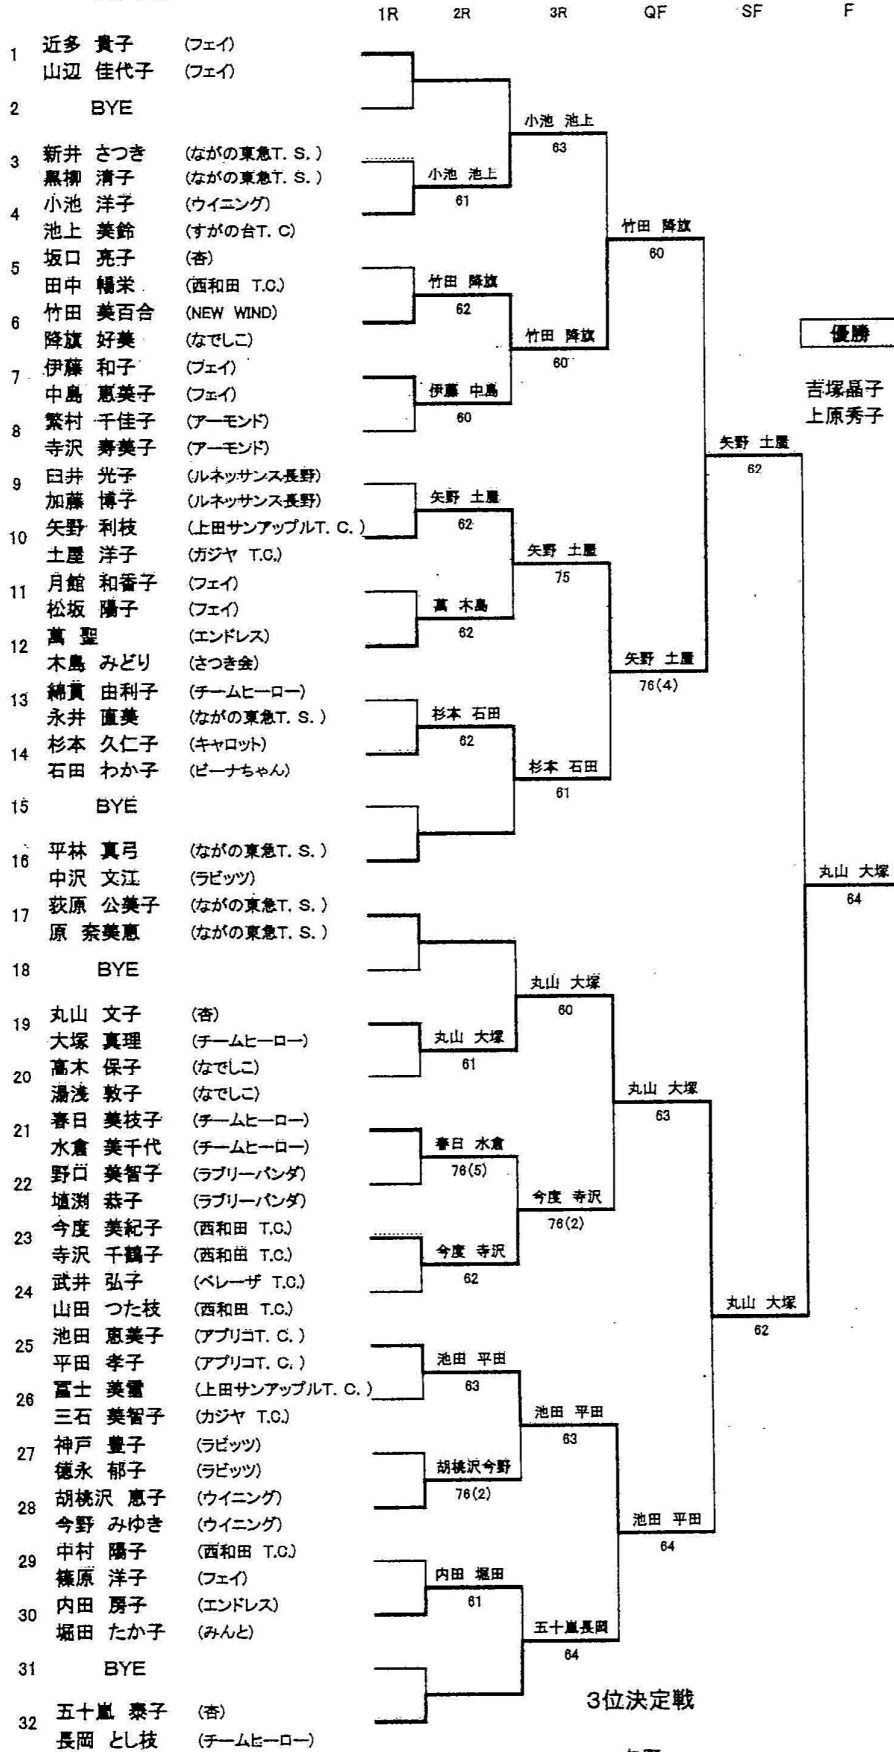 1R 2R 3R QF SF F
1 近多 貴子 (フェイ)
山辺 佳代子 (フェイ)
2 BYE
3 新井 さつき (ながの東急T.S.)
黒柳 清子 (ながの東急T.S.)
4 小池 洋子 (ウイニング)
池上 美鈴 (すがの台T.C)
5 坂口 亮子 (杏)
田中 暢栄 (西和田 T.C.)
6 竹田 美百合 (NEW WIND)
降旗 好美 (なでしこ)
7 伊藤 和子 (フェイ)
中島 恵美子 (フェイ)
8 繁村 千佳子 (アーモンド)
寺沢 寿美子 (アーモンド)
9 臼井 光子 (ルネッサンス長野)
加藤 博子 (ルネッサンス長野)
10 矢野 利枝 (上田サンアップルT.C.)
土屋 洋子 (カジヤ T.C.)
11 月館 和香子 (フェイ)
松坂 陽子 (フェイ)
12 萬 聖 (エンドレス)
木島 みどり (さつき会)
13 綿貫 由利子 (チームヒーロー)
永井 直美 (ながの東急T.S.)
14 杉本 久仁子 (キャロット)
石田 わか子 (ビーナちゃん)
15 BYE
16 平林 真弓 (ながの東急T.S.)
中沢 文江 (ラビッツ)
17 荻原 公美子 (ながの東急T.S.)
原 奈美恵 (ながの東急T.S.)
18 BYE
19 丸山 文子 (杏)
大塚 真理 (チームヒーロー)
20 高木 保子 (なでしこ)
湯浅 敦子 (なでしこ)
21 春日 美枝子 (チームヒーロー)
水倉 美千代 (チームヒーロー)
22 野口 美智子 (ラブリーパンダ)
埴渕 恭子 (ラブリーパンダ)
23 今度 美紀子 (西和田 T.C.)
寺沢 千鶴子 (西和田 T.C.)
24 武井 弘子 (ベレーザ T.C.)
山田 つた枝 (西和田 T.C.)
25 池田 恵美子 (アプリコT.C.)
平田 孝子 (アプリコT.C.)
26 冨士 美 (上田サンアップルT.C.)
三石 美智子 (カジヤ T.C.)
27 神戸 豊子 (ラビッツ)
徳永 郁子 (ラビッツ)
28 胡桃沢 恵子 (ウイニング)
今野 みゆき (ウイニング)
29 中村 陽子 (西和田 T.C.)
篠原 洋子 (フェイ)
30 内田 房子 (エンドレス)
堀田 たか子 (みんと)
31 BYE
32 五十嵐 泰子 (杏)
長岡 とし枝 (チームヒーロー)
小池 池上
61
竹田 降旗
62
伊藤 中島
60
矢野 土屋
62
萬 木島
62
杉本 石田
62
丸山 大塚
61
春日 水倉
76(5)
今度 寺沢
62
池田 平田
63
胡桃沢今野
76(2)
内田 堀田
61
小池 池上
63
竹田 降旗
60
矢野 土屋
75
杉本 石田
61
丸山 大塚
60
今度 寺沢
76(2)
池田 平田
63
五十嵐長岡
64
竹田 降旗
60
矢野 土屋
76(4)
丸山 大塚
63
池田 平田
64
矢野 土屋
62
丸山 大塚
62
丸山 大塚
64
優勝
吉塚晶子
上原秀子
3位決定戦